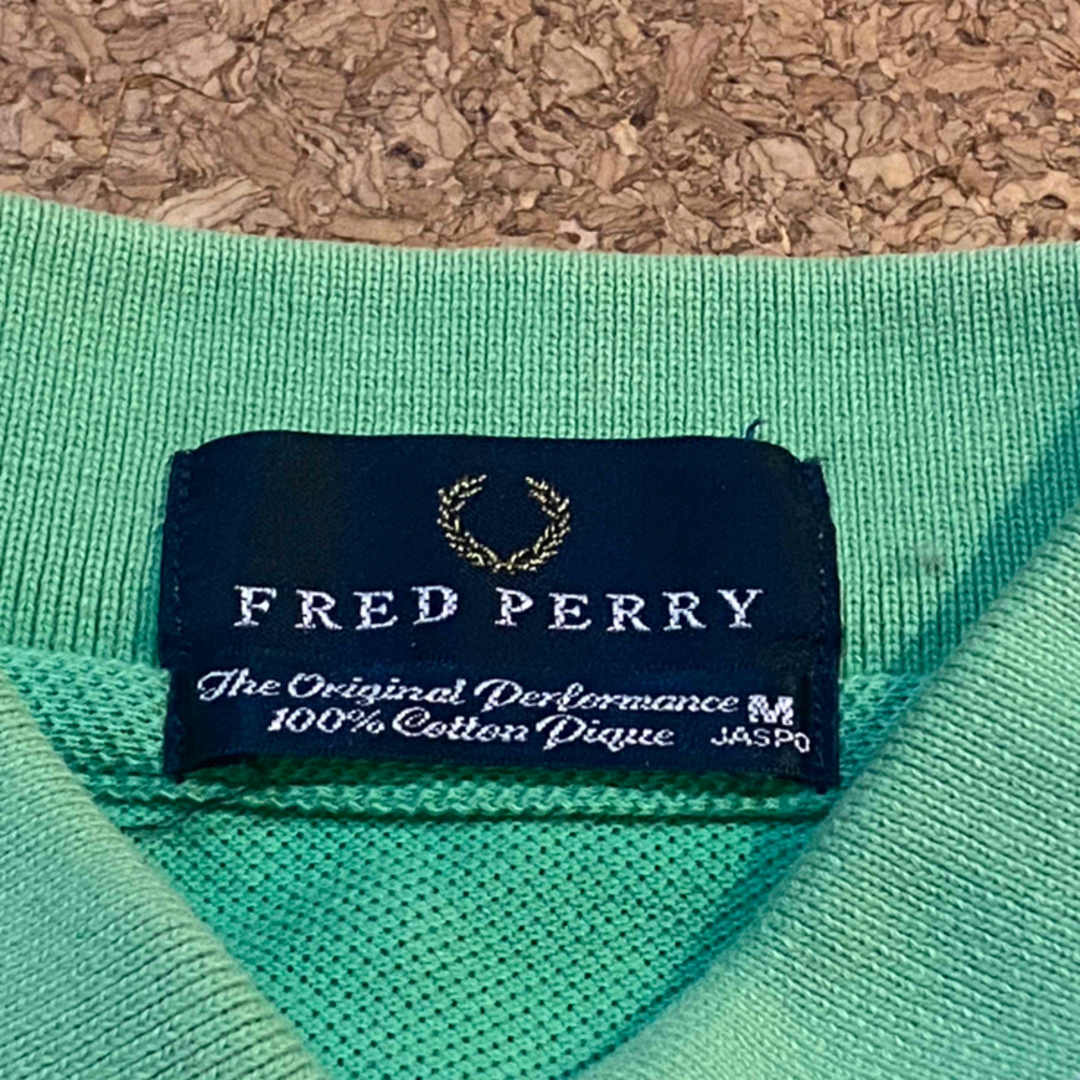 FRED PERRY
The Original Performance M
100% Cotton Pique JASPO